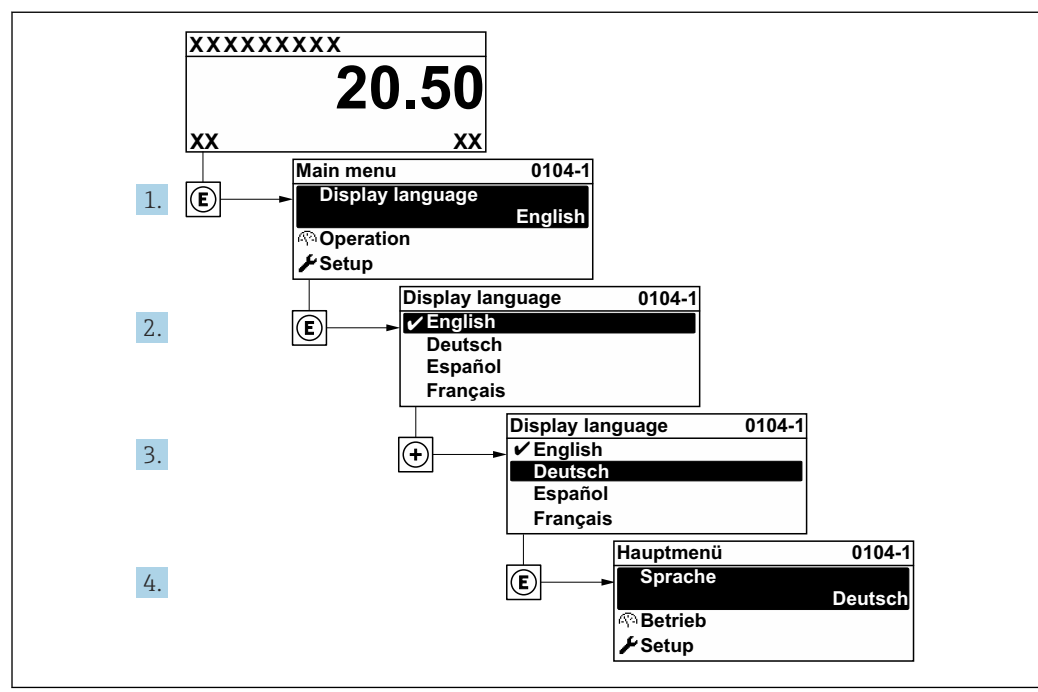 XXXXXXXXX
20.50
XX XX
Main menu 0104-1
1. E Display language
English
Operation
Setup
Display language 0104-1
2. E ✔ English
Deutsch
Español
Français
Display language 0104-1
3. + ✔ English
Deutsch
Español
Français
Hauptmenü 0104-1
4. E Sprache
Deutsch
Betrieb
Setup